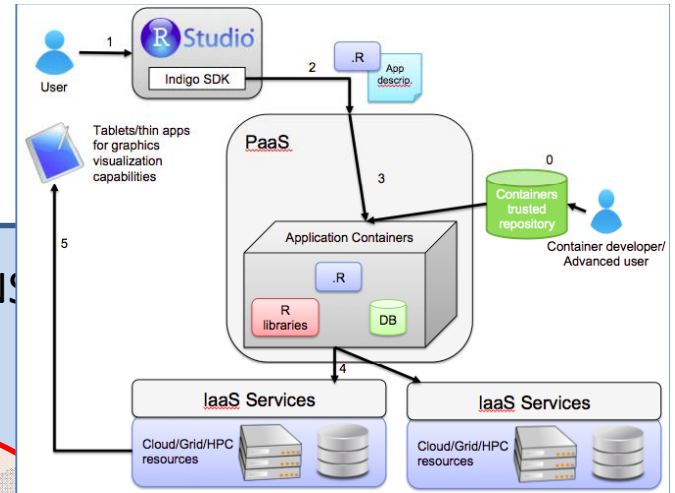 1
R Studio
Indigo SDK
User
2
.R
App
descrip.
Tablets/thin apps
for graphics
visualization
capabilities
PaaS
3
0
Containers
trusted
repository
Container developer/
Advanced user
Application Containers
.R
R
libraries
DB
5
4
IaaS Services
IaaS Services
Cloud/Grid/HPC
resources
Cloud/Grid/HPC
resources